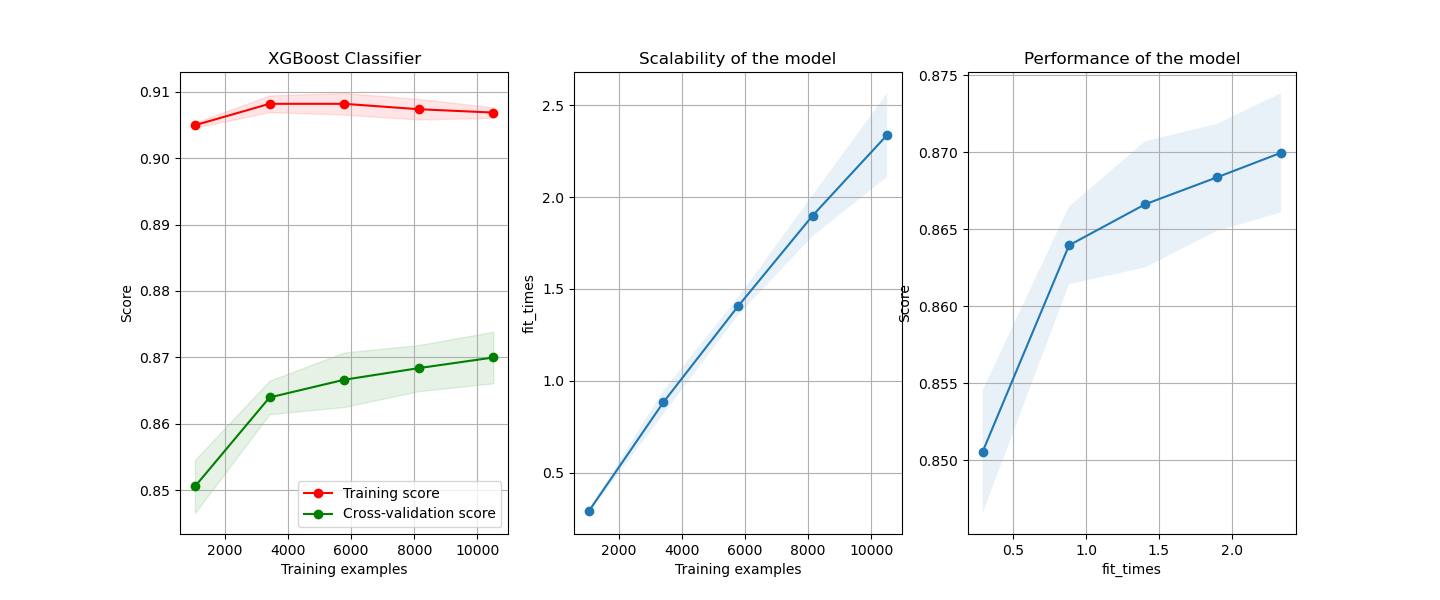 XGBoost Classifier
Score
0.91
0.90
0.89
0.88
0.87
0.86
0.85
2000 4000 6000 8000 10000
Training examples
Training score
Cross-validation score
Scalability of the model
fit_times
2.5
2.0
1.5
1.0
0.5
2000 4000 6000 8000 10000
Training examples
Performance of the model
Score
0.875
0.870
0.865
0.860
0.855
0.850
0.5 1.0 1.5 2.0
fit_times